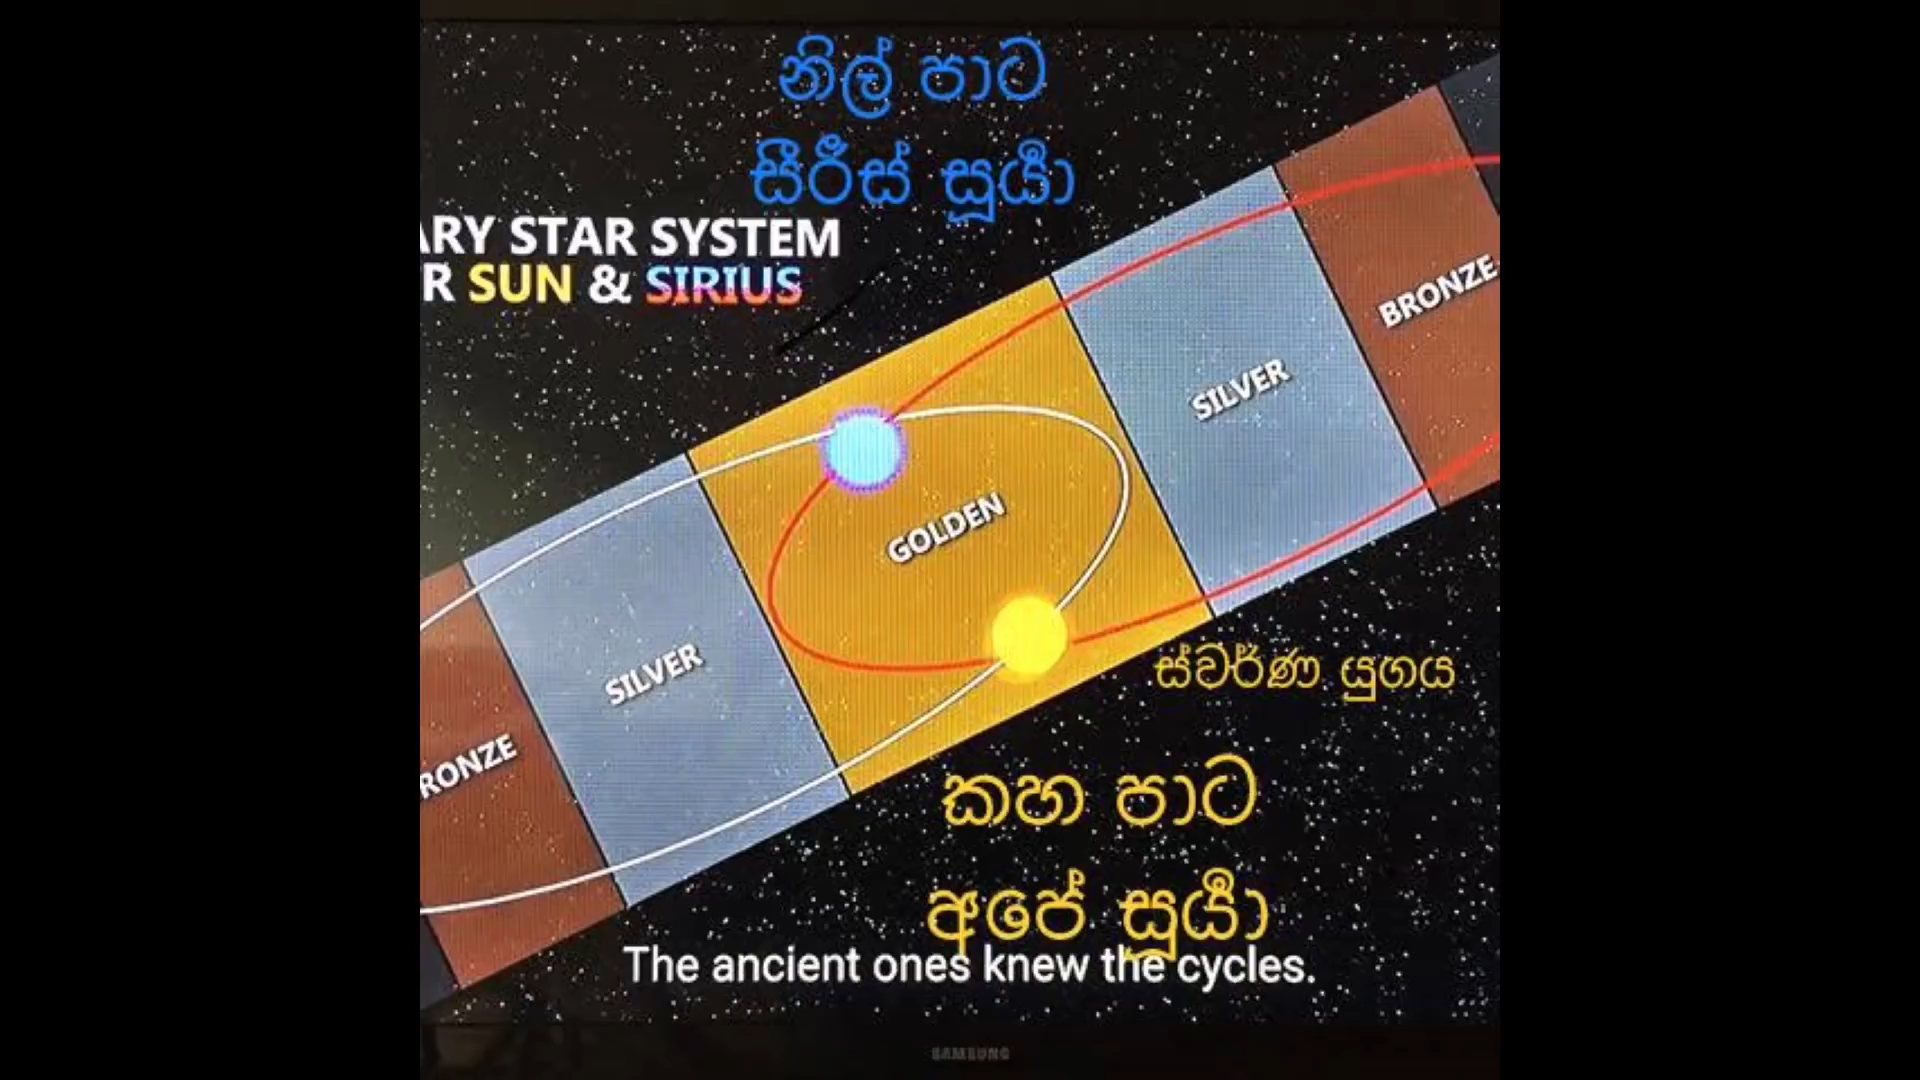 නිල් පාට
සීරීස් සූර්‍යා
ARY STAR SYSTEM
R SUN & SIRIUS
BRONZE
SILVER
GOLDEN
SILVER
RONZE
ස්වර්ණ යුගය
කහ පාට
අපේ සූර්‍යා
The ancient ones knew the cycles.
SAMSUNG